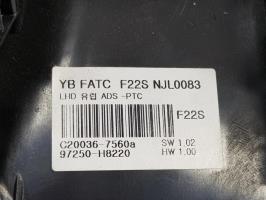 YB FATC F22S NJL0083
LHD 유럽 ADS -PTC
F22S
C20036-7560a SW 1.02
97250-H8220 HW 1.00